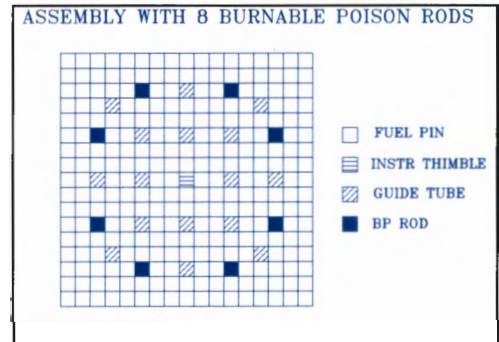 ASSEMBLY WITH 8 BURNABLE POISON RODS
FUEL PIN
INSTR THIMBLE
GUIDE TUBE
BP ROD